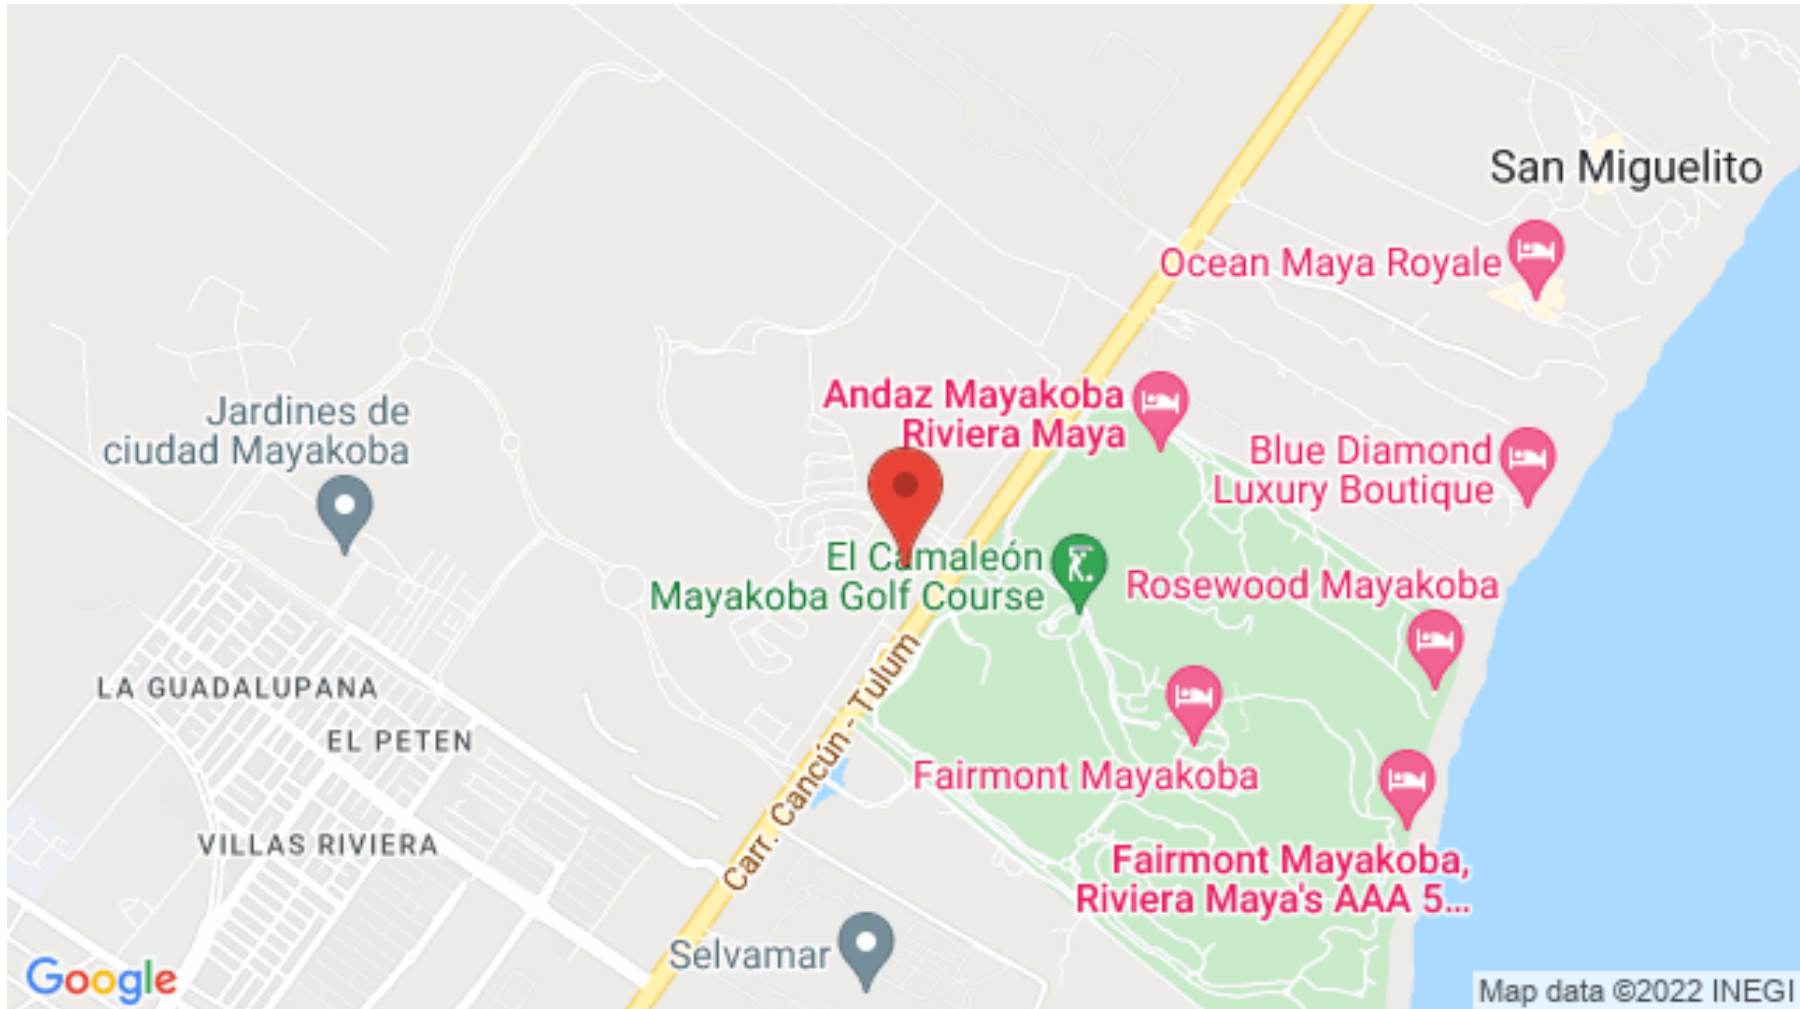 San Miguelito
Ocean Maya Royale
Andaz Mayakoba
Riviera Maya
Jardines de
ciudad Mayakoba
Blue Diamond
Luxury Boutique
El Camaleón
Mayakoba Golf Course
Rosewood Mayakoba
LA GUADALUPANA
EL PETEN
Carr. Cancún - Tulum
Fairmont Mayakoba
VILLAS RIVIERA
Fairmont Mayakoba,
Riviera Maya's AAA 5...
Selvamar
Google
Map data ©2022 INEGI